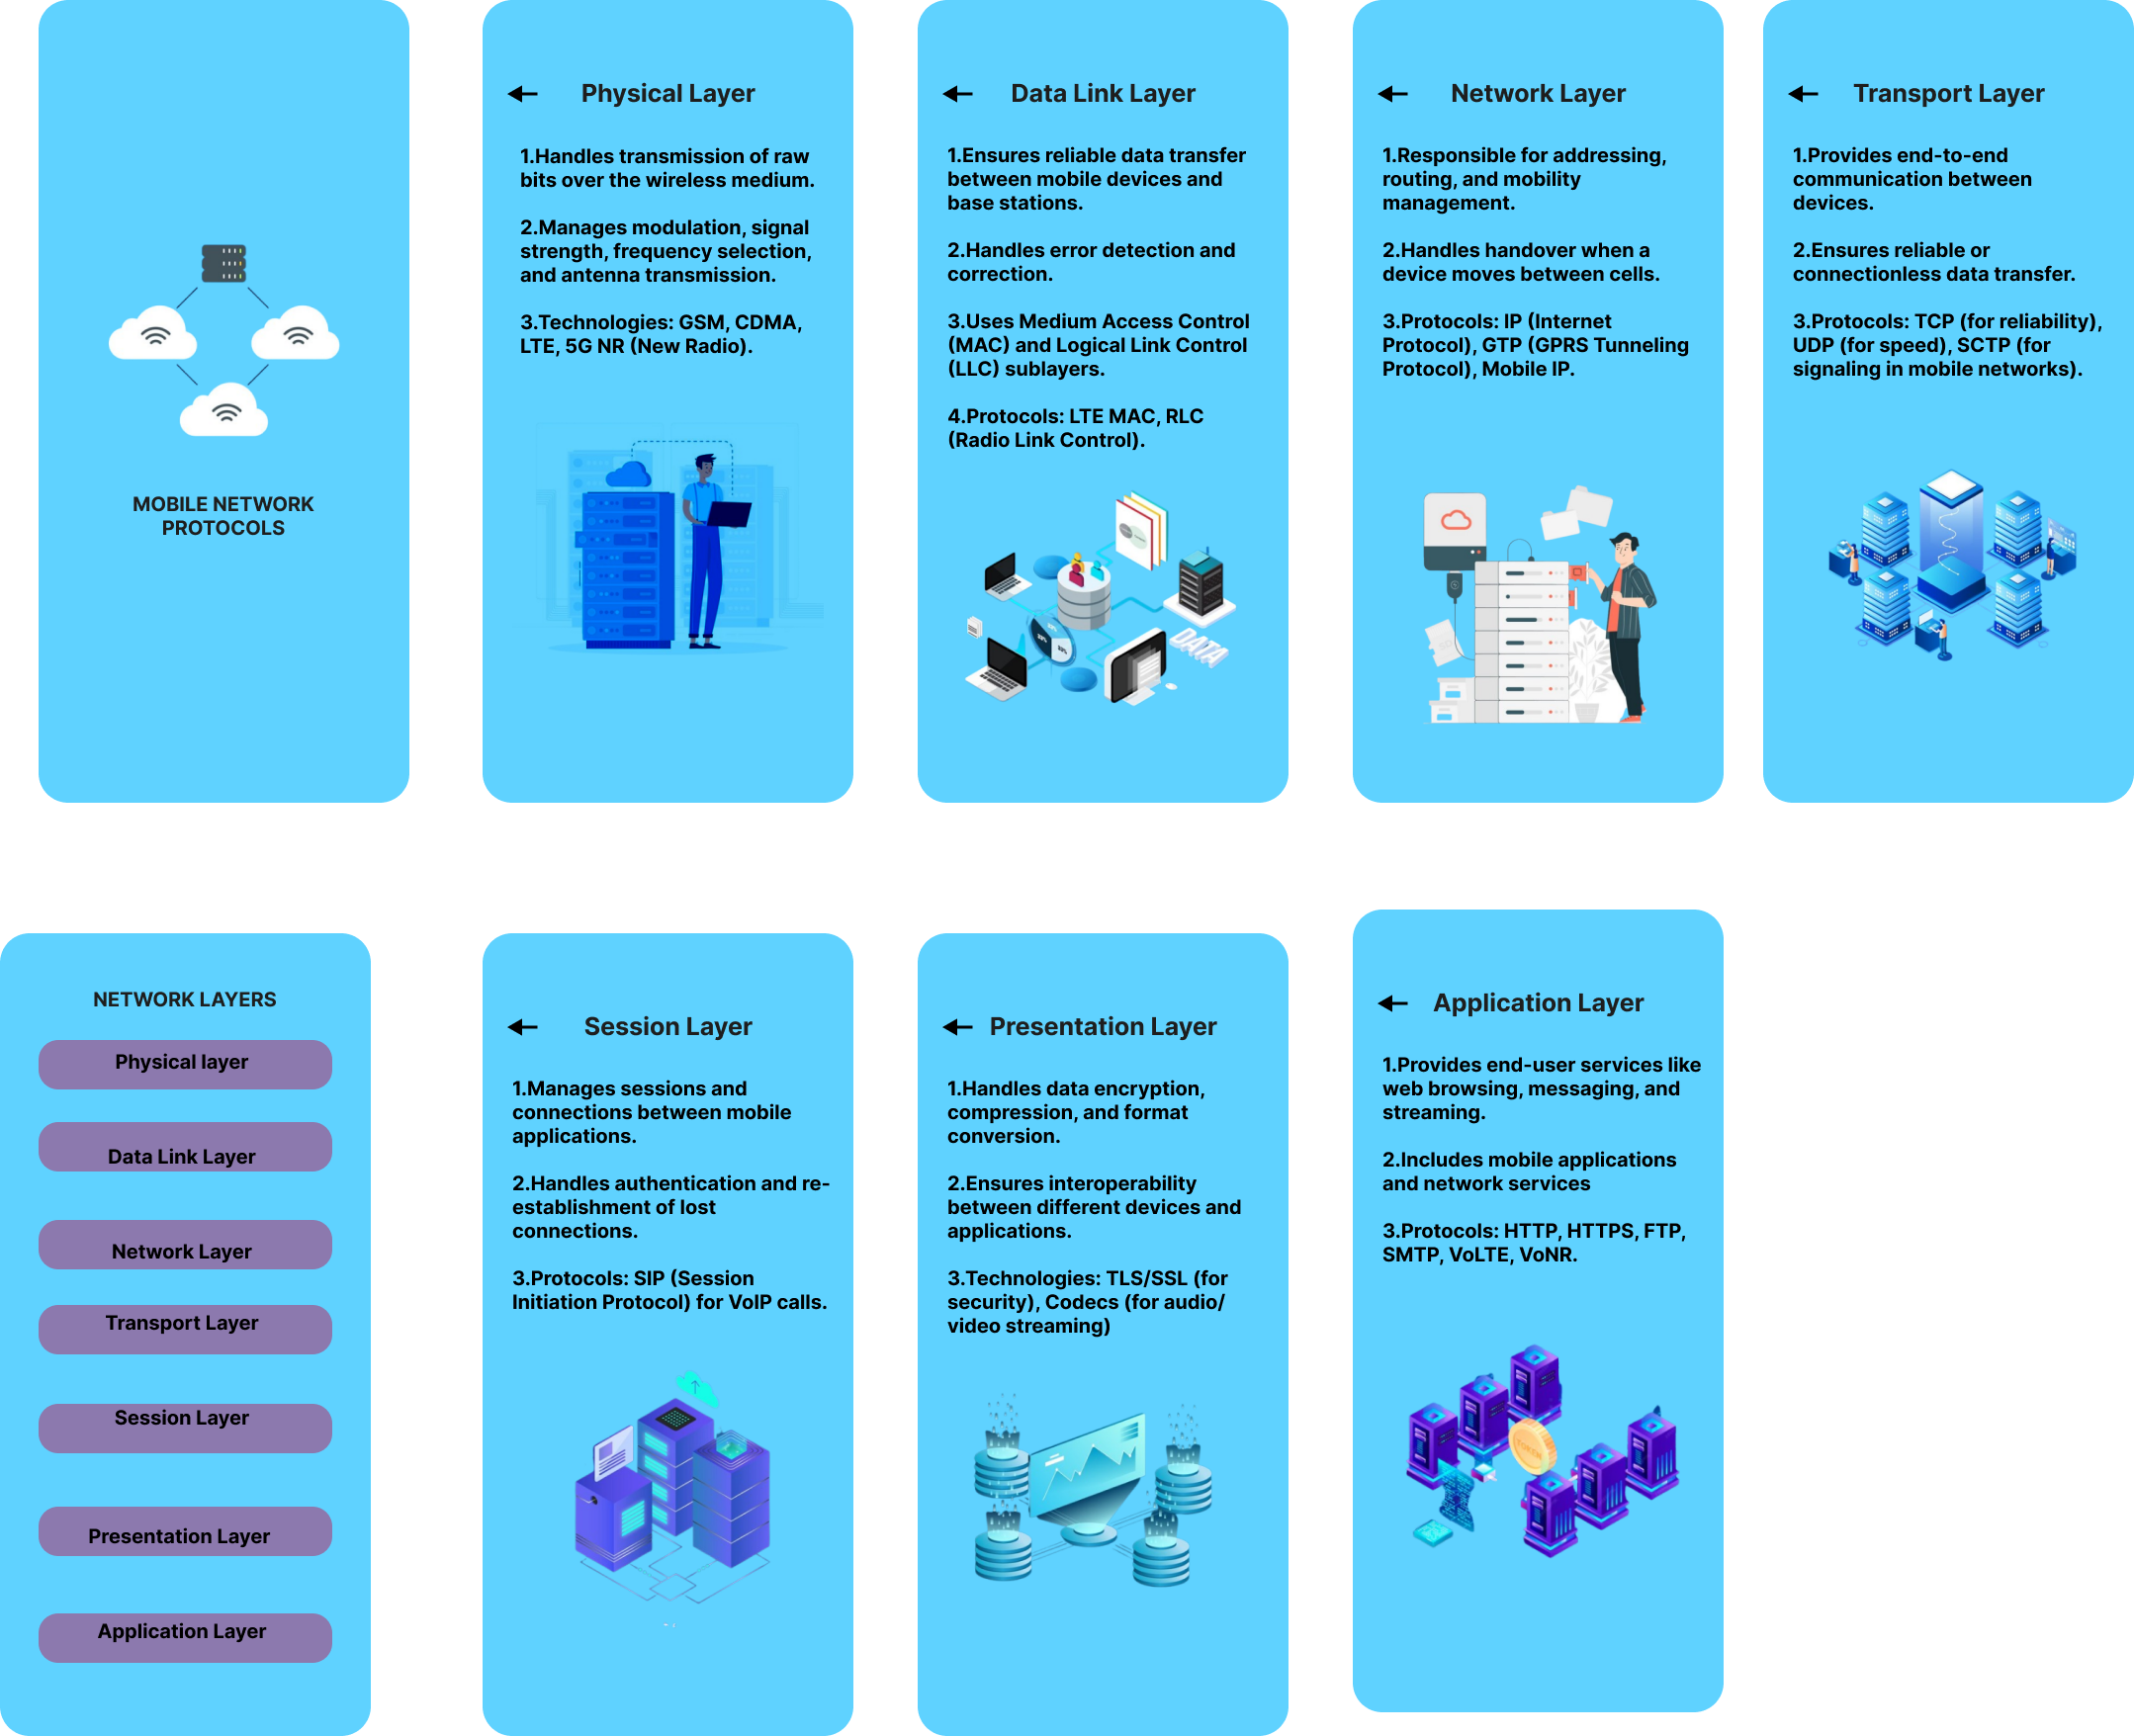 MOBILE NETWORK
PROTOCOLS
Physical Layer
1.Handles transmission of raw
bits over the wireless medium.
2.Manages modulation, signal
strength, frequency selection,
and antenna transmission.
3.Technologies: GSM, CDMA,
LTE, 5G NR (New Radio).
Data Link Layer
1.Ensures reliable data transfer
between mobile devices and
base stations.
2.Handles error detection and
correction.
3.Uses Medium Access Control
(MAC) and Logical Link Control
(LLC) sublayers.
4.Protocols: LTE MAC, RLC
(Radio Link Control).
DATA
Network Layer
1.Responsible for addressing,
routing, and mobility
management.
2.Handles handover when a
device moves between cells.
3.Protocols: IP (Internet
Protocol), GTP (GPRS Tunneling
Protocol), Mobile IP.
Transport Layer
1.Provides end-to-end
communication between
devices.
2.Ensures reliable or
connectionless data transfer.
3.Protocols: TCP (for reliability),
UDP (for speed), SCTP (for
signaling in mobile networks).
NETWORK LAYERS
Physical layer
Data Link Layer
Network Layer
Transport Layer
Session Layer
Presentation Layer
Application Layer
Session Layer
1.Manages sessions and
connections between mobile
applications.
2.Handles authentication and re-
establishment of lost
connections.
3.Protocols: SIP (Session
Initiation Protocol) for VoIP calls.
Presentation Layer
1.Handles data encryption,
compression, and format
conversion.
2.Ensures interoperability
between different devices and
applications.
3.Technologies: TLS/SSL (for
security), Codecs (for audio/
video streaming)
Application Layer
1.Provides end-user services like
web browsing, messaging, and
streaming.
2.Includes mobile applications
and network services
3.Protocols: HTTP, HTTPS, FTP,
SMTP, VoLTE, VoNR.
TOKEN